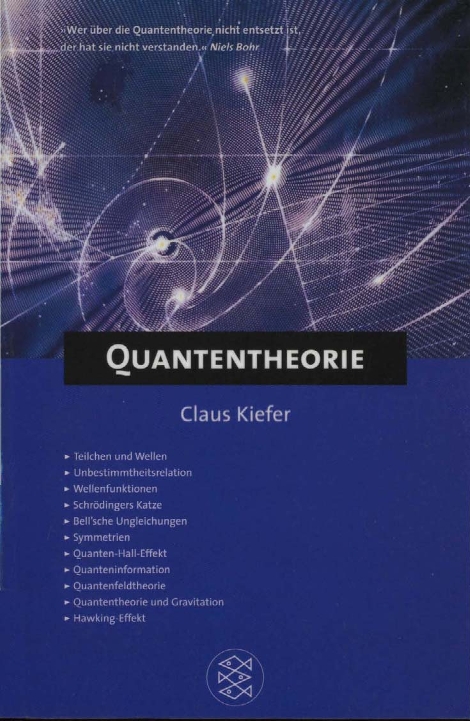 »Wer über die Quantentheorie nicht entsetzt ist,
der hat sie nicht verstanden.« Niels Bohr
QUANTENTHEORIE
Claus Kiefer
▸ Teilchen und Wellen
▸ Unbestimmtheitsrelation
▸ Wellenfunktionen
▸ Schrödingers Katze
▸ Bell'sche Ungleichungen
▸ Symmetrien
▸ Quanten-Hall-Effekt
▸ Quanteninformation
▸ Quantenfeldtheorie
▸ Quantentheorie und Gravitation
▸ Hawking-Effekt